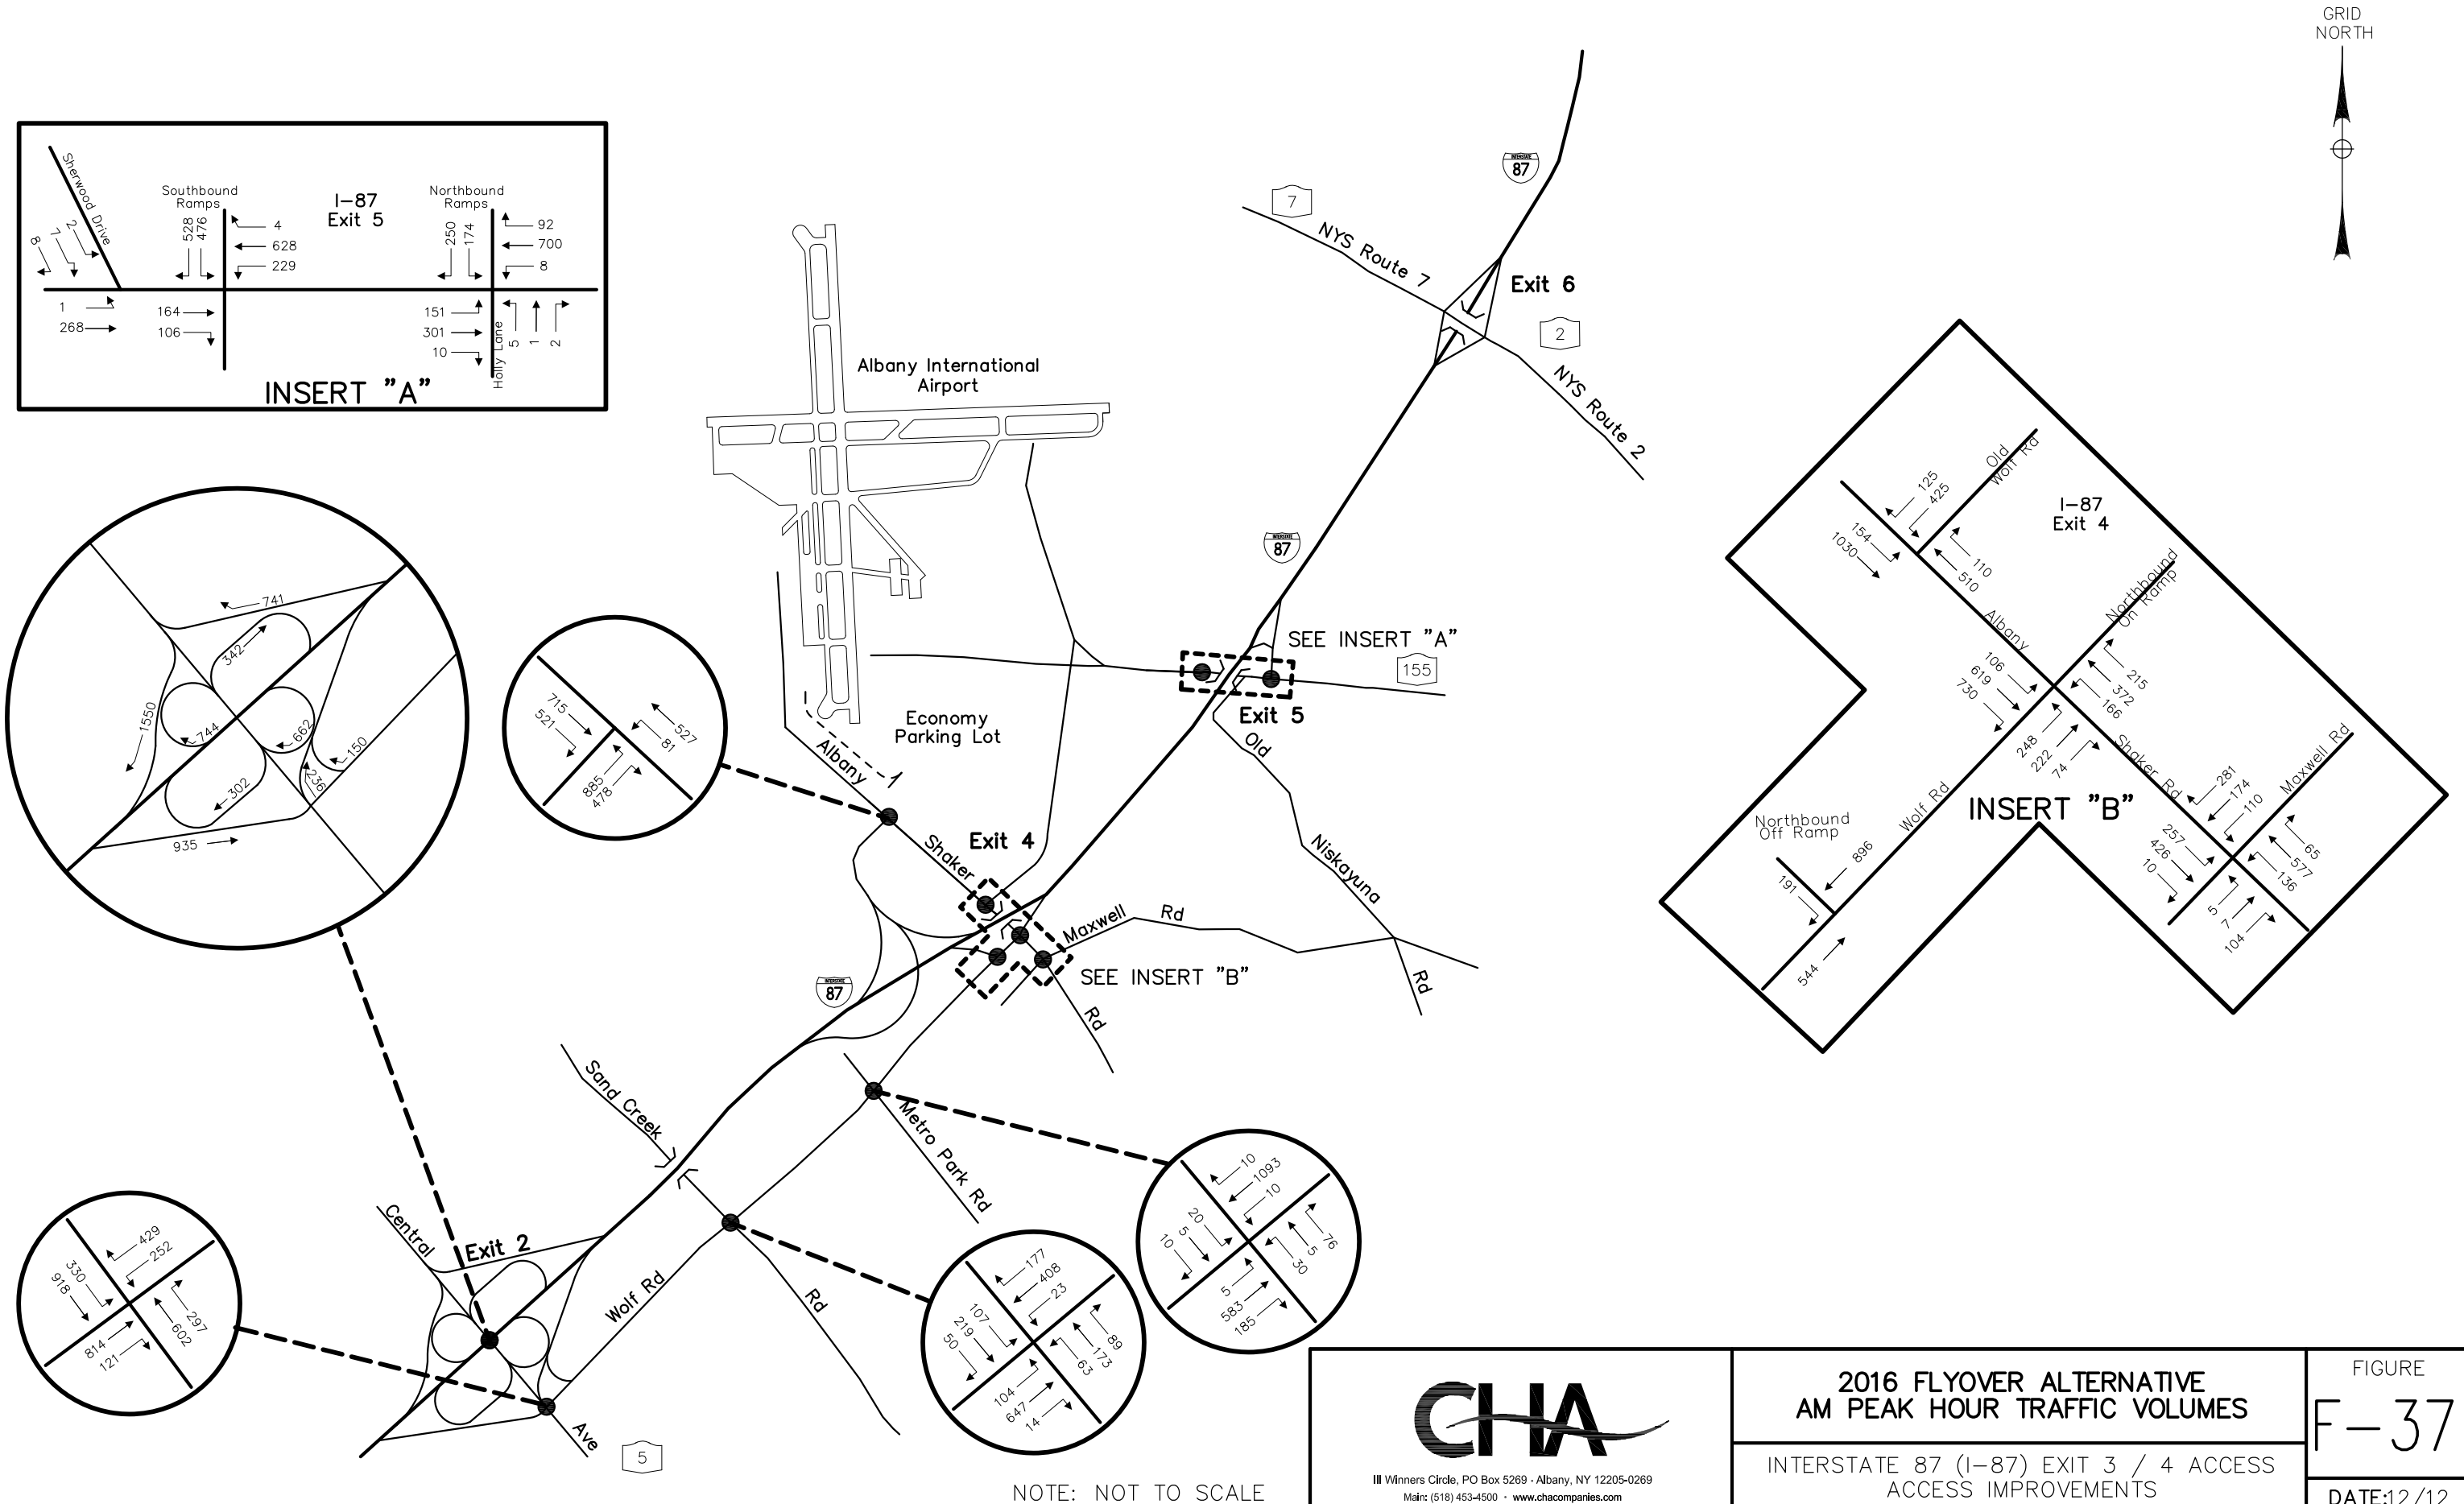 GRID
NORTH
Sherwood Drive
8
7
2
1
268
Southbound
Ramps
528
476
4
628
229
164
106
I-87
Exit 5
Northbound
Ramps
250
174
92
700
8
151
301
10
Holly Lane
5
1
2
INSERT "A"
INTERSTATE
87
7
NYS Route 7
Exit 6
2
NYS Route 2
Albany International
Airport
Economy
Parking Lot
INTERSTATE
87
SEE INSERT "A"
155
Exit 5
Old
Niskayuna
Rd
Albany
Shaker
Rd
Exit 4
Maxwell
Rd
SEE INSERT "B"
INTERSTATE
87
Sand Creek
Rd
Metro Park Rd
Wolf Rd
Central
Ave
Exit 2
5
741
342
1550
744
662
150
236
302
935
715
521
527
81
885
478
429
252
330
918
297
602
814
121
177
408
23
107
219
50
89
173
63
104
647
14
10
1093
10
20
5
10
76
5
30
5
583
185
I-87
Exit 4
Old
Wolf Rd
125
425
154
1030
110
510
Albany
Shaker Rd
Northbound
On Ramp
106
619
730
215
372
166
248
222
74
Maxwell Rd
281
174
110
257
426
10
65
577
136
5
7
104
INSERT "B"
Northbound
Off Ramp
Wolf Rd
896
191
544
NOTE: NOT TO SCALE
CHA
III Winners Circle, PO Box 5269 · Albany, NY 12205-0269
Main: (518) 453-4500 · www.chacompanies.com
2016 FLYOVER ALTERNATIVE
AM PEAK HOUR TRAFFIC VOLUMES
INTERSTATE 87 (I-87) EXIT 3 / 4 ACCESS
ACCESS IMPROVEMENTS
FIGURE
F-37
DATE:12/12